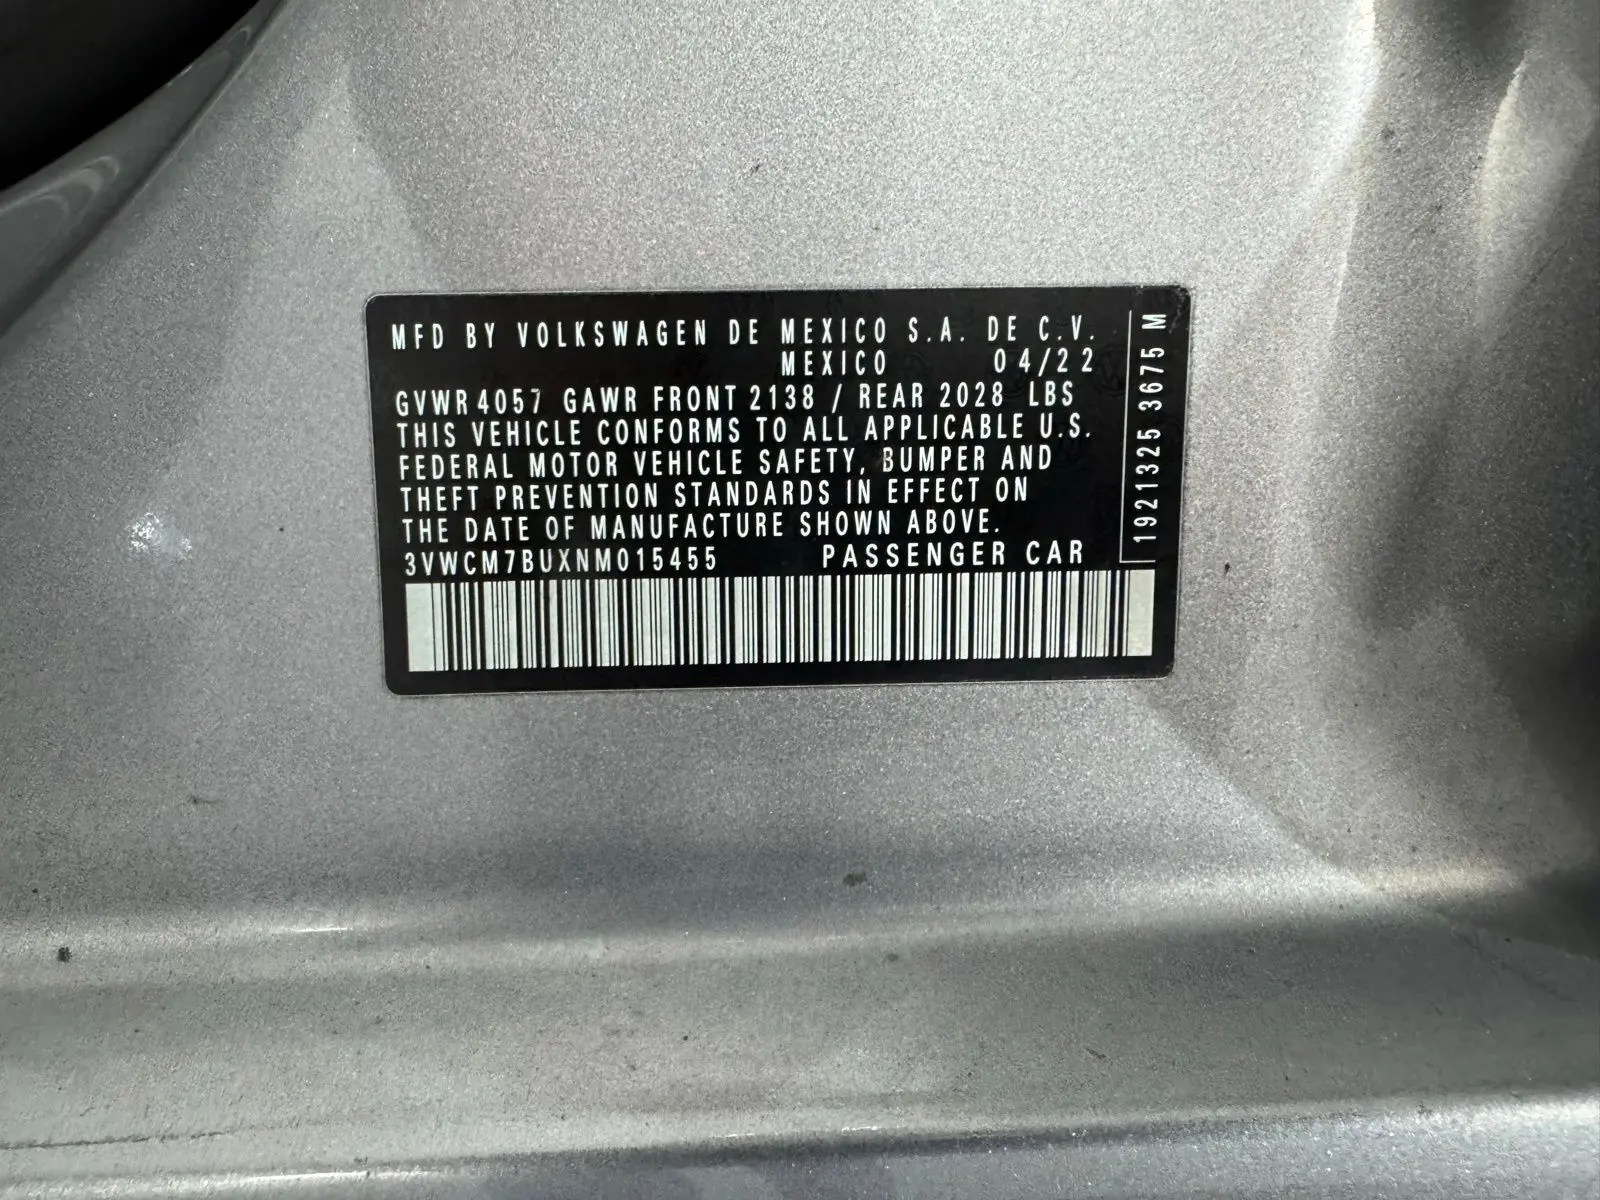 MFD BY VOLKSWAGEN DE MEXICO S.A. DE C.V.
MEXICO 04/22
GVWR 4057 GAWR FRONT 2138 / REAR 2028 LBS
THIS VEHICLE CONFORMS TO ALL APPLICABLE U.S.
FEDERAL MOTOR VEHICLE SAFETY, BUMPER AND
THEFT PREVENTION STANDARDS IN EFFECT ON
THE DATE OF MANUFACTURE SHOWN ABOVE.
3VWCM7BUXNM015455 PASSENGER CAR
1921325 3675 M